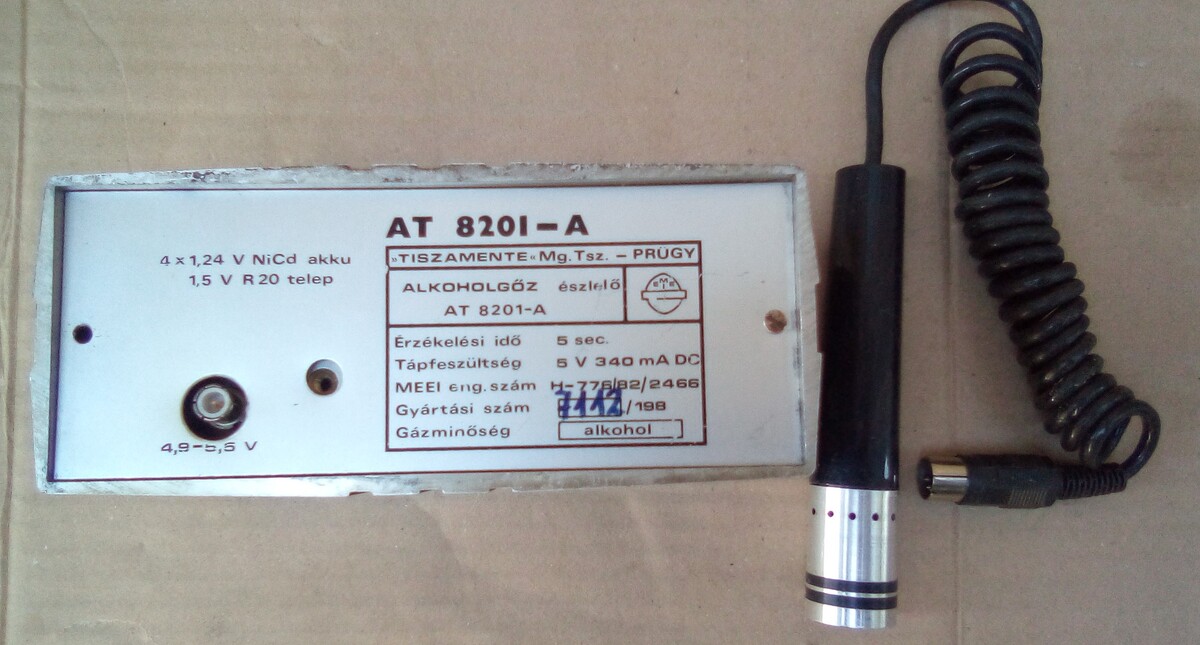 4 x 1,24 V NiCd akku
1,5 V R 20 telep
4,9-5,5 V
AT 8201-A
»TISZAMENTE« Mg. Tsz. - PRÜGY
ALKOHOLGŐZ észlelő
AT 8201-A
Érzékelési idő 5 sec.
Tápfeszültség 5 V 340 mA DC
MEEI eng. szám H-776/82/2466
Gyártási szám 7112/198
Gázminőség alkohol